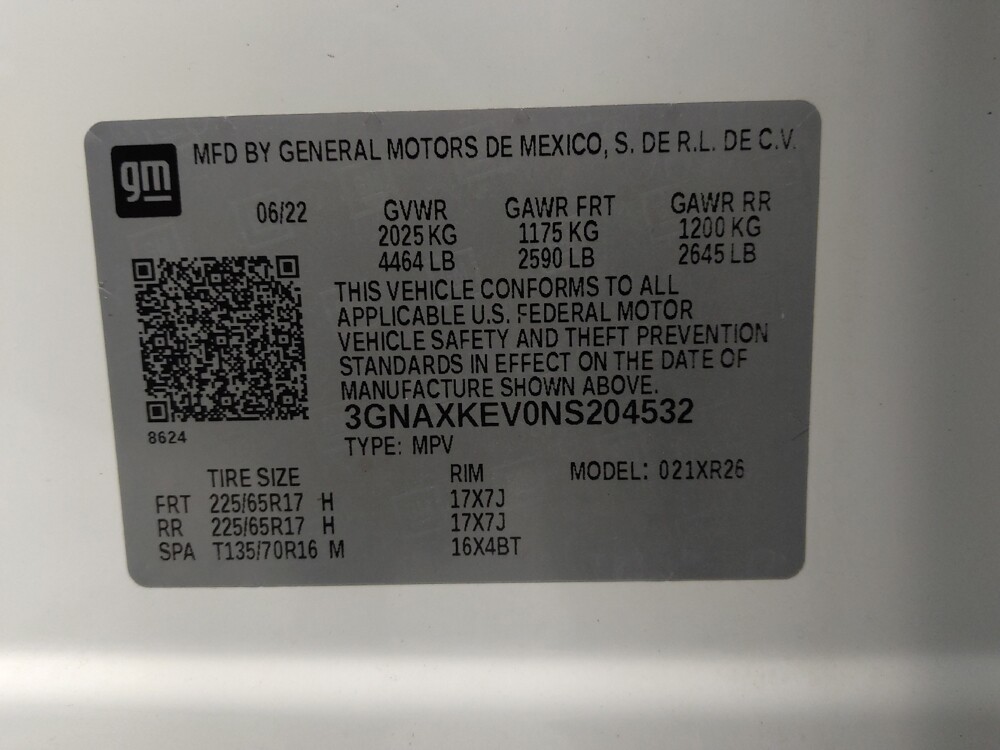 gm
MFD BY GENERAL MOTORS DE MEXICO, S. DE R.L. DE C.V.
06/22 GVWR GAWR FRT GAWR RR
2025 KG 1175 KG 1200 KG
4464 LB 2590 LB 2645 LB
THIS VEHICLE CONFORMS TO ALL
APPLICABLE U.S. FEDERAL MOTOR
VEHICLE SAFETY AND THEFT PREVENTION
STANDARDS IN EFFECT ON THE DATE OF
MANUFACTURE SHOWN ABOVE.
3GNAXKEV0NS204532
8624
TYPE: MPV
TIRE SIZE RIM MODEL: 021XR26
FRT 225/65R17 H 17X7J
RR 225/65R17 H 17X7J
SPA T135/70R16 M 16X4BT